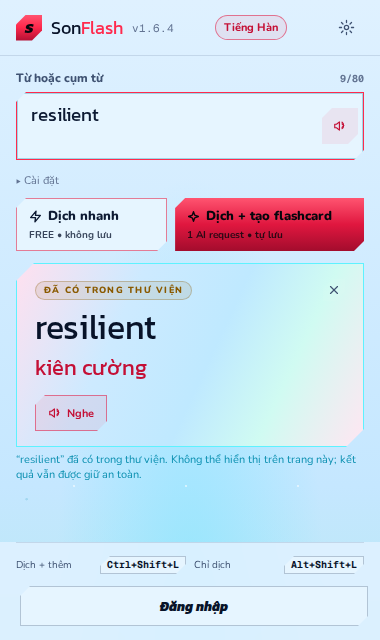 S SonFlash v1.6.4 Tiếng Hàn
Từ hoặc cụm từ 9/80
resilient
▸ Cài đặt
Dịch nhanh
FREE • không lưu
Dịch + tạo flashcard
1 AI request • tự lưu
ĐÃ CÓ TRONG THƯ VIỆN
resilient
kiên cường
Nghe
“resilient” đã có trong thư viện. Không thể hiển thị trên trang này; kết
quả vẫn được giữ an toàn.
Dịch + thêm Ctrl+Shift+L Chỉ dịch Alt+Shift+L
Đăng nhập